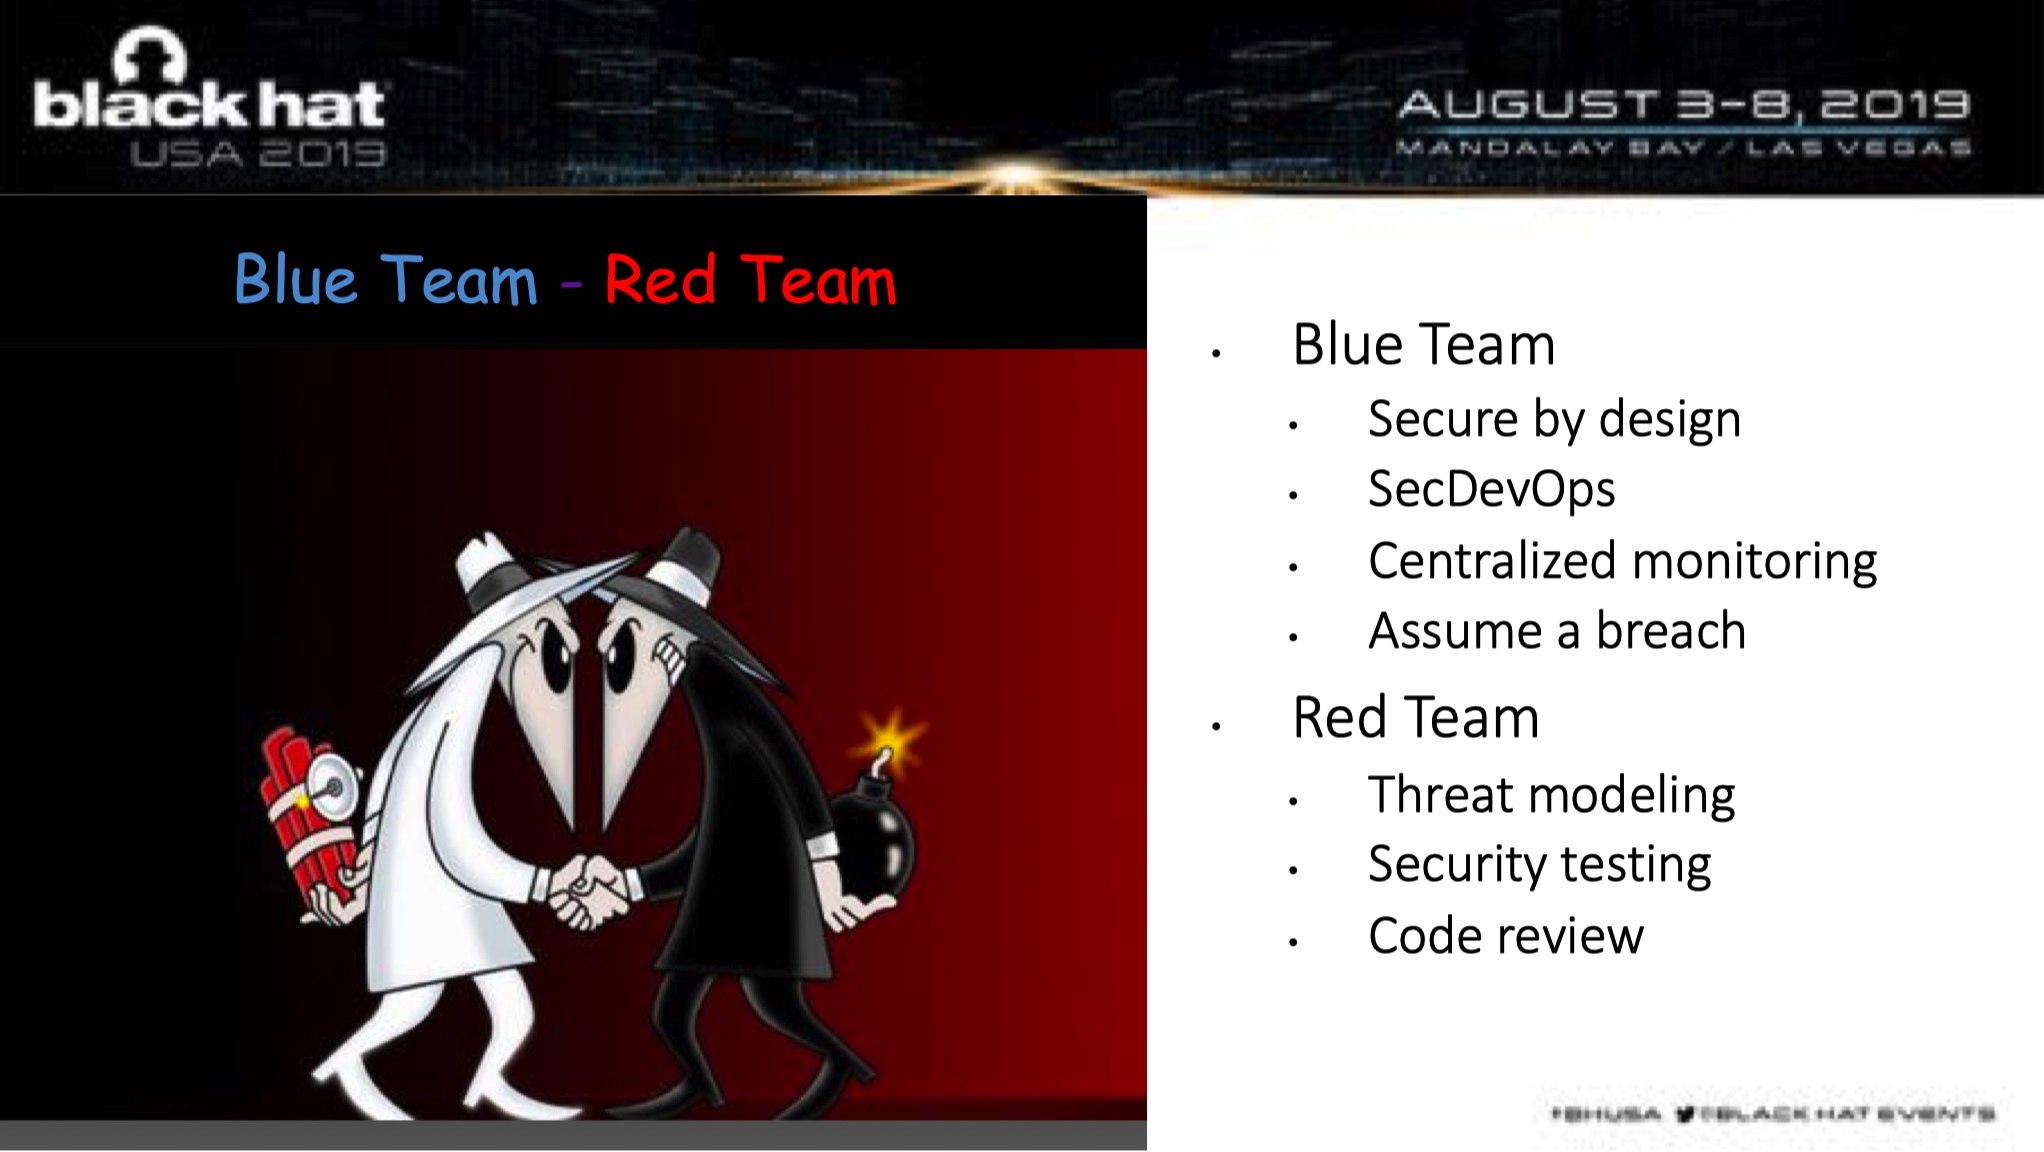 black hat
USA 2019
AUGUST 3-8, 2019
MANDALAY BAY / LAS VEGAS
Blue Team - Red Team
• Blue Team
• Secure by design
• SecDevOps
• Centralized monitoring
• Assume a breach
• Red Team
• Threat modeling
• Security testing
• Code review
#BHUSA @BLACK HAT EVENTS